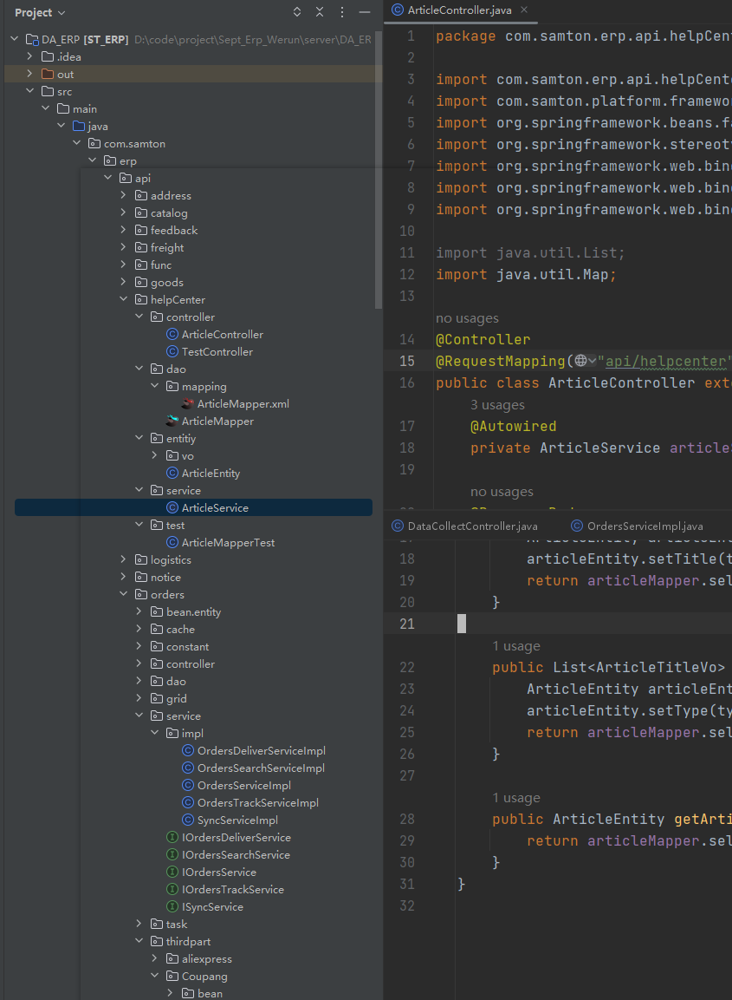 Project
DA_ERP [ST_ERP] D:\code\project\Sept_Erp_Werun\server\DA_ER
.idea
out
src
main
java
com.samton
erp
api
address
catalog
feedback
freight
func
goods
helpCenter
controller
ArticleController
TestController
dao
mapping
ArticleMapper.xml
ArticleMapper
entitiy
vo
ArticleEntity
service
ArticleService
test
ArticleMapperTest
logistics
notice
orders
bean.entity
cache
constant
controller
dao
grid
service
impl
OrdersDeliverServiceImpl
OrdersSearchServiceImpl
OrdersServiceImpl
OrdersTrackServiceImpl
SyncServiceImpl
IOrdersDeliverService
IOrdersSearchService
IOrdersService
IOrdersTrackService
ISyncService
task
thirdpart
aliexpress
Coupang
bean
ArticleController.java
1 package com.samton.erp.api.helpCen
2
3 import com.samton.erp.api.helpCent
4 import com.samton.platform.framewor
5 import org.springframework.beans.fa
6 import org.springframework.stereoty
7 import org.springframework.web.bind
8 import org.springframework.web.bind
9 import org.springframework.web.bind
10
11 import java.util.List;
12 import java.util.Map;
13
no usages
14 @Controller
15 @RequestMapping("api/helpcenter"
16 public class ArticleController exte
3 usages
17 @Autowired
18 private ArticleService article
19
no usages
DataCollectController.java OrdersServiceImpl.java
17 ArticleEntity articleEnt
18 articleEntity.setTitle(t
19 return articleMapper.sel
20 }
21
1 usage
22 public List<ArticleTitleVo>
23 ArticleEntity articleEnt
24 articleEntity.setType(ty
25 return articleMapper.sel
26 }
27
1 usage
28 public ArticleEntity getArti
29 return articleMapper.sel
30 }
31 }
32